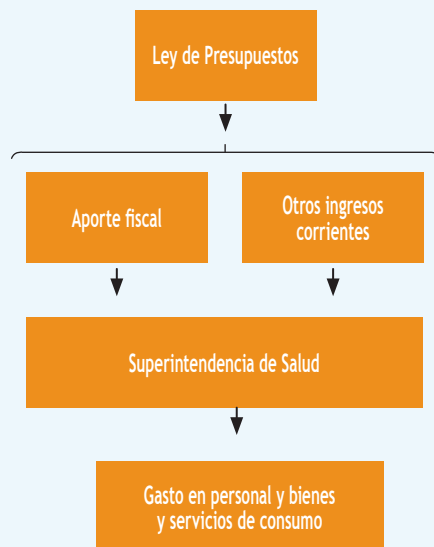 Ley de Presupuestos
Aporte fiscal
Otros ingresos
corrientes
Superintendencia de Salud
Gasto en personal y bienes
y servicios de consumo